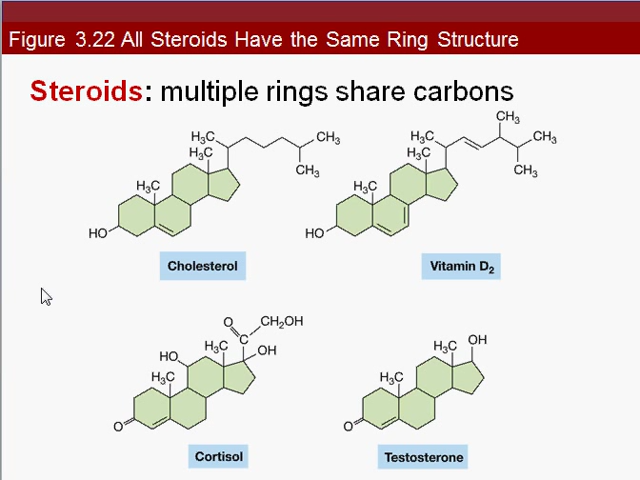 Figure 3.22 All Steroids Have the Same Ring Structure
Steroids: multiple rings share carbons
H₃C
CH₃
H₃C
CH₃
H₃C
HO
Cholesterol
CH₃
H₃C
CH₃
H₃C
CH₃
H₃C
HO
Vitamin D₂
O
CH₂OH
C
H₃C
OH
HO
H₃C
O
Cortisol
OH
H₃C
H₃C
O
Testosterone